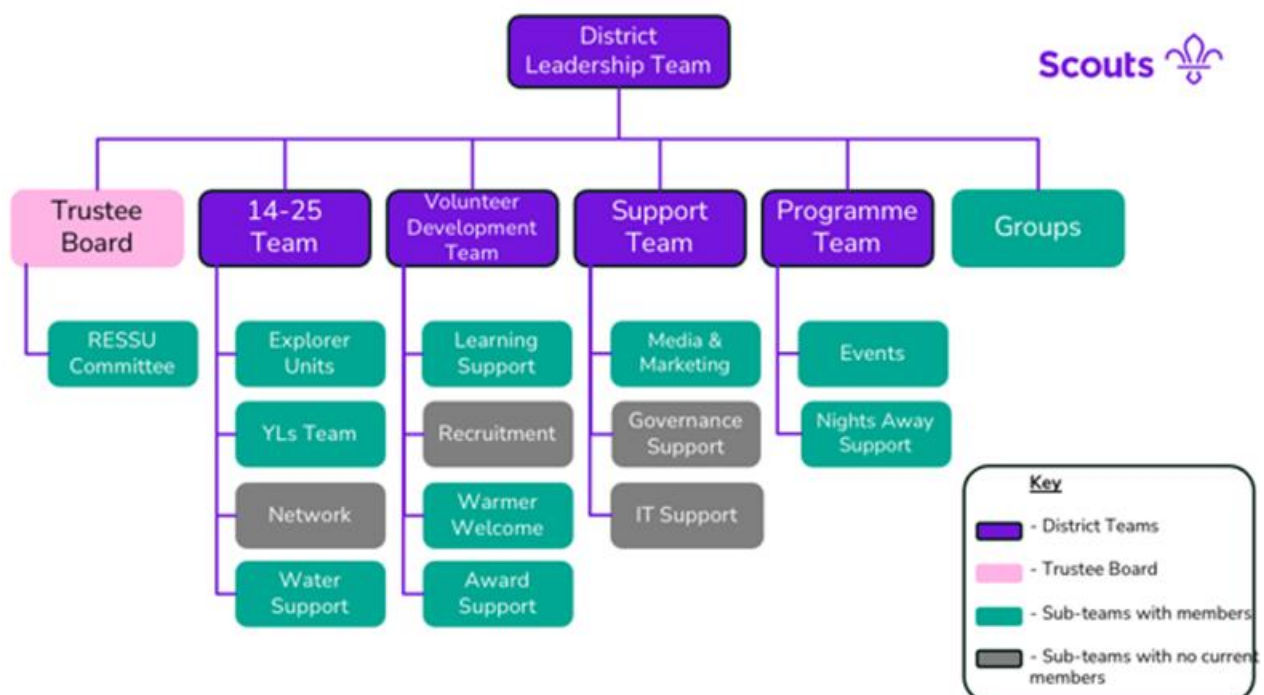 District
Leadership Team
Scouts
Trustee
Board
14-25
Team
Volunteer
Development
Team
Support
Team
Programme
Team
Groups
RESSU
Committee
Explorer
Units
Learning
Support
Media &
Marketing
Events
YLs Team
Recruitment
Governance
Support
Nights Away
Support
Network
Warmer
Welcome
IT Support
Water
Support
Award
Support
Key
- District Teams
- Trustee Board
- Sub-teams with members
- Sub-teams with no current
members